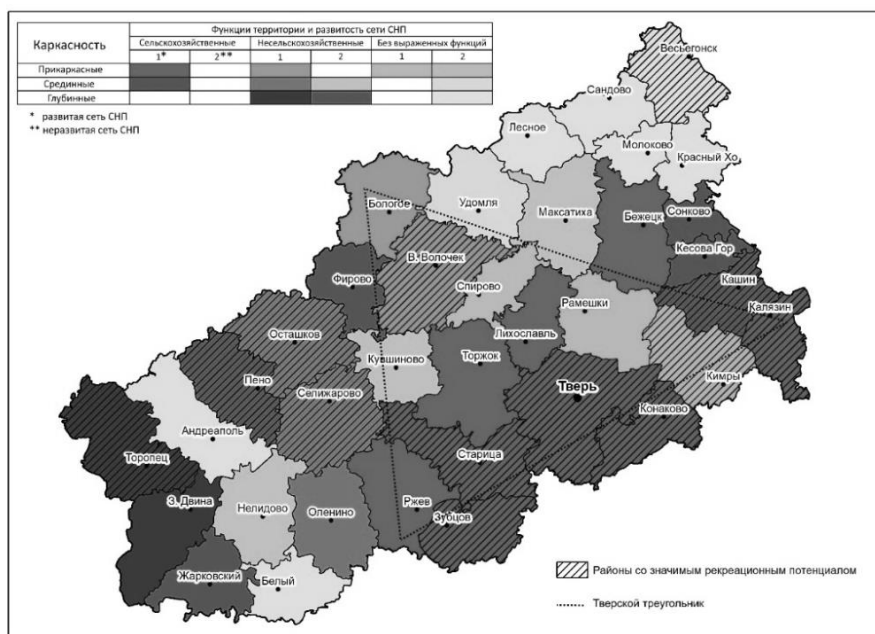 Каркасность
Функции территории и развитость сети СНП
Сельскохозяйственные Несельскохозяйственные Без выраженных функций
1* 2** 1 2 1 2
Прикаркасные
Срединные
Глубинные
* развитая сеть СНП
** неразвитая сеть СНП
Весьегонск
Сандово
Лесное
Молоково
Красный Хо
Бологое
Удомля
Максатиха
Бежецк
Сонково
Кесова Гор
В. Волочек
Фирово
Спирово
Кашин
Калязин
Рамешки
Осташков
Лихославль
Кувшиново
Торжок
Кимры
Пено
Селижарово
Тверь
Конаково
Андреаполь
Торопец
Старица
З. Двина
Нелидово
Оленино
Ржев
Зубцов
Жарковский
Белый
Районы со значимым рекреационным потенциалом
Тверской треугольник